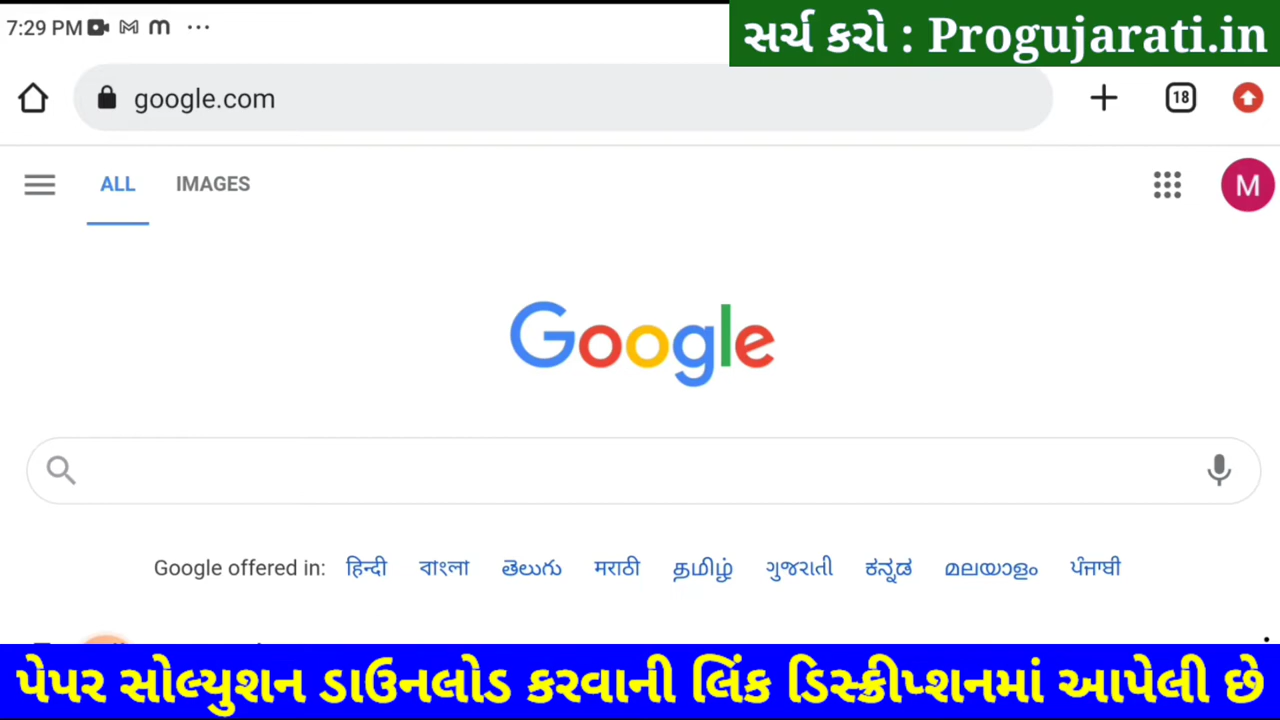 7:29 PM
સર્ચ કરો : Progujarati.in
google.com
18
ALL IMAGES
M
Google
Google offered in: हिन्दी বাংলা తెలుగు मराठी தமிழ் ગુજરાતી ಕನ್ನಡ മലയാളം ਪੰਜਾਬੀ
પેપર સોલ્યુશન ડાઉનલોડ કરવાની લિંક ડિસ્ક્રીપ્શનમાં આપેલી છે